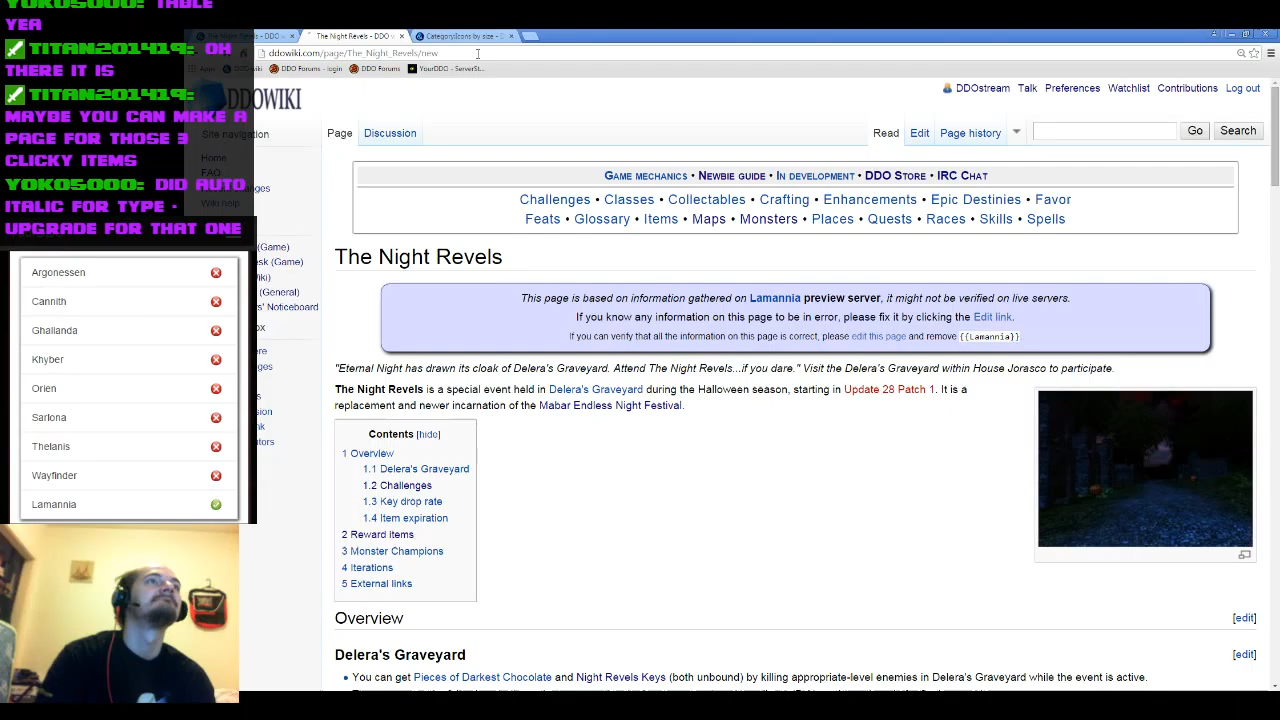 YOKO5000: TABLE
YEA
TITAN201419: OH
THERE IT IS
TITAN201419:
MAYBE YOU CAN MAKE A
PAGE FOR THOSE 3
CLICKY ITEMS
YOKO5000: DID AUTO
ITALIC FOR TYPE -
UPGRADE FOR THAT ONE
Argonessen
Cannith
Ghallanda
Khyber
Orien
Sarlona
Thelanis
Wayfinder
Lamannia
The Night Revels - DDO w
The Night Revels - DDO v
Category:Icons by size - D
ddowiki.com/page/The_Night_Revels/new
Apps
DDO wiki
DDO Forums - login
DDO Forums
YourDDO - ServerSt...
DDOWIKI
Site navigation
Home
FAQ
Wiki help
(Game)
(Game)
(General)
Noticeboard
DDOstream Talk Preferences Watchlist Contributions Log out
Page Discussion
Read Edit Page history
Go Search
Game mechanics • Newbie guide • In development • DDO Store • IRC Chat
Challenges • Classes • Collectables • Crafting • Enhancements • Epic Destinies • Favor
Feats • Glossary • Items • Maps • Monsters • Places • Quests • Races • Skills • Spells
The Night Revels
This page is based on information gathered on Lamannia preview server, it might not be verified on live servers.
If you know any information on this page to be in error, please fix it by clicking the Edit link.
If you can verify that all the information on this page is correct, please edit this page and remove {{Lamannia}}
"Eternal Night has drawn its cloak of Delera's Graveyard. Attend The Night Revels...if you dare." Visit the Delera's Graveyard within House Jorasco to participate.
The Night Revels is a special event held in Delera's Graveyard during the Halloween season, starting in Update 28 Patch 1. It is a
replacement and newer incarnation of the Mabar Endless Night Festival.
Contents [hide]
1 Overview
1.1 Delera's Graveyard
1.2 Challenges
1.3 Key drop rate
1.4 Item expiration
2 Reward items
3 Monster Champions
4 Iterations
5 External links
Overview [edit]
Delera's Graveyard [edit]
• You can get Pieces of Darkest Chocolate and Night Revels Keys (both unbound) by killing appropriate-level enemies in Delera's Graveyard while the event is active.